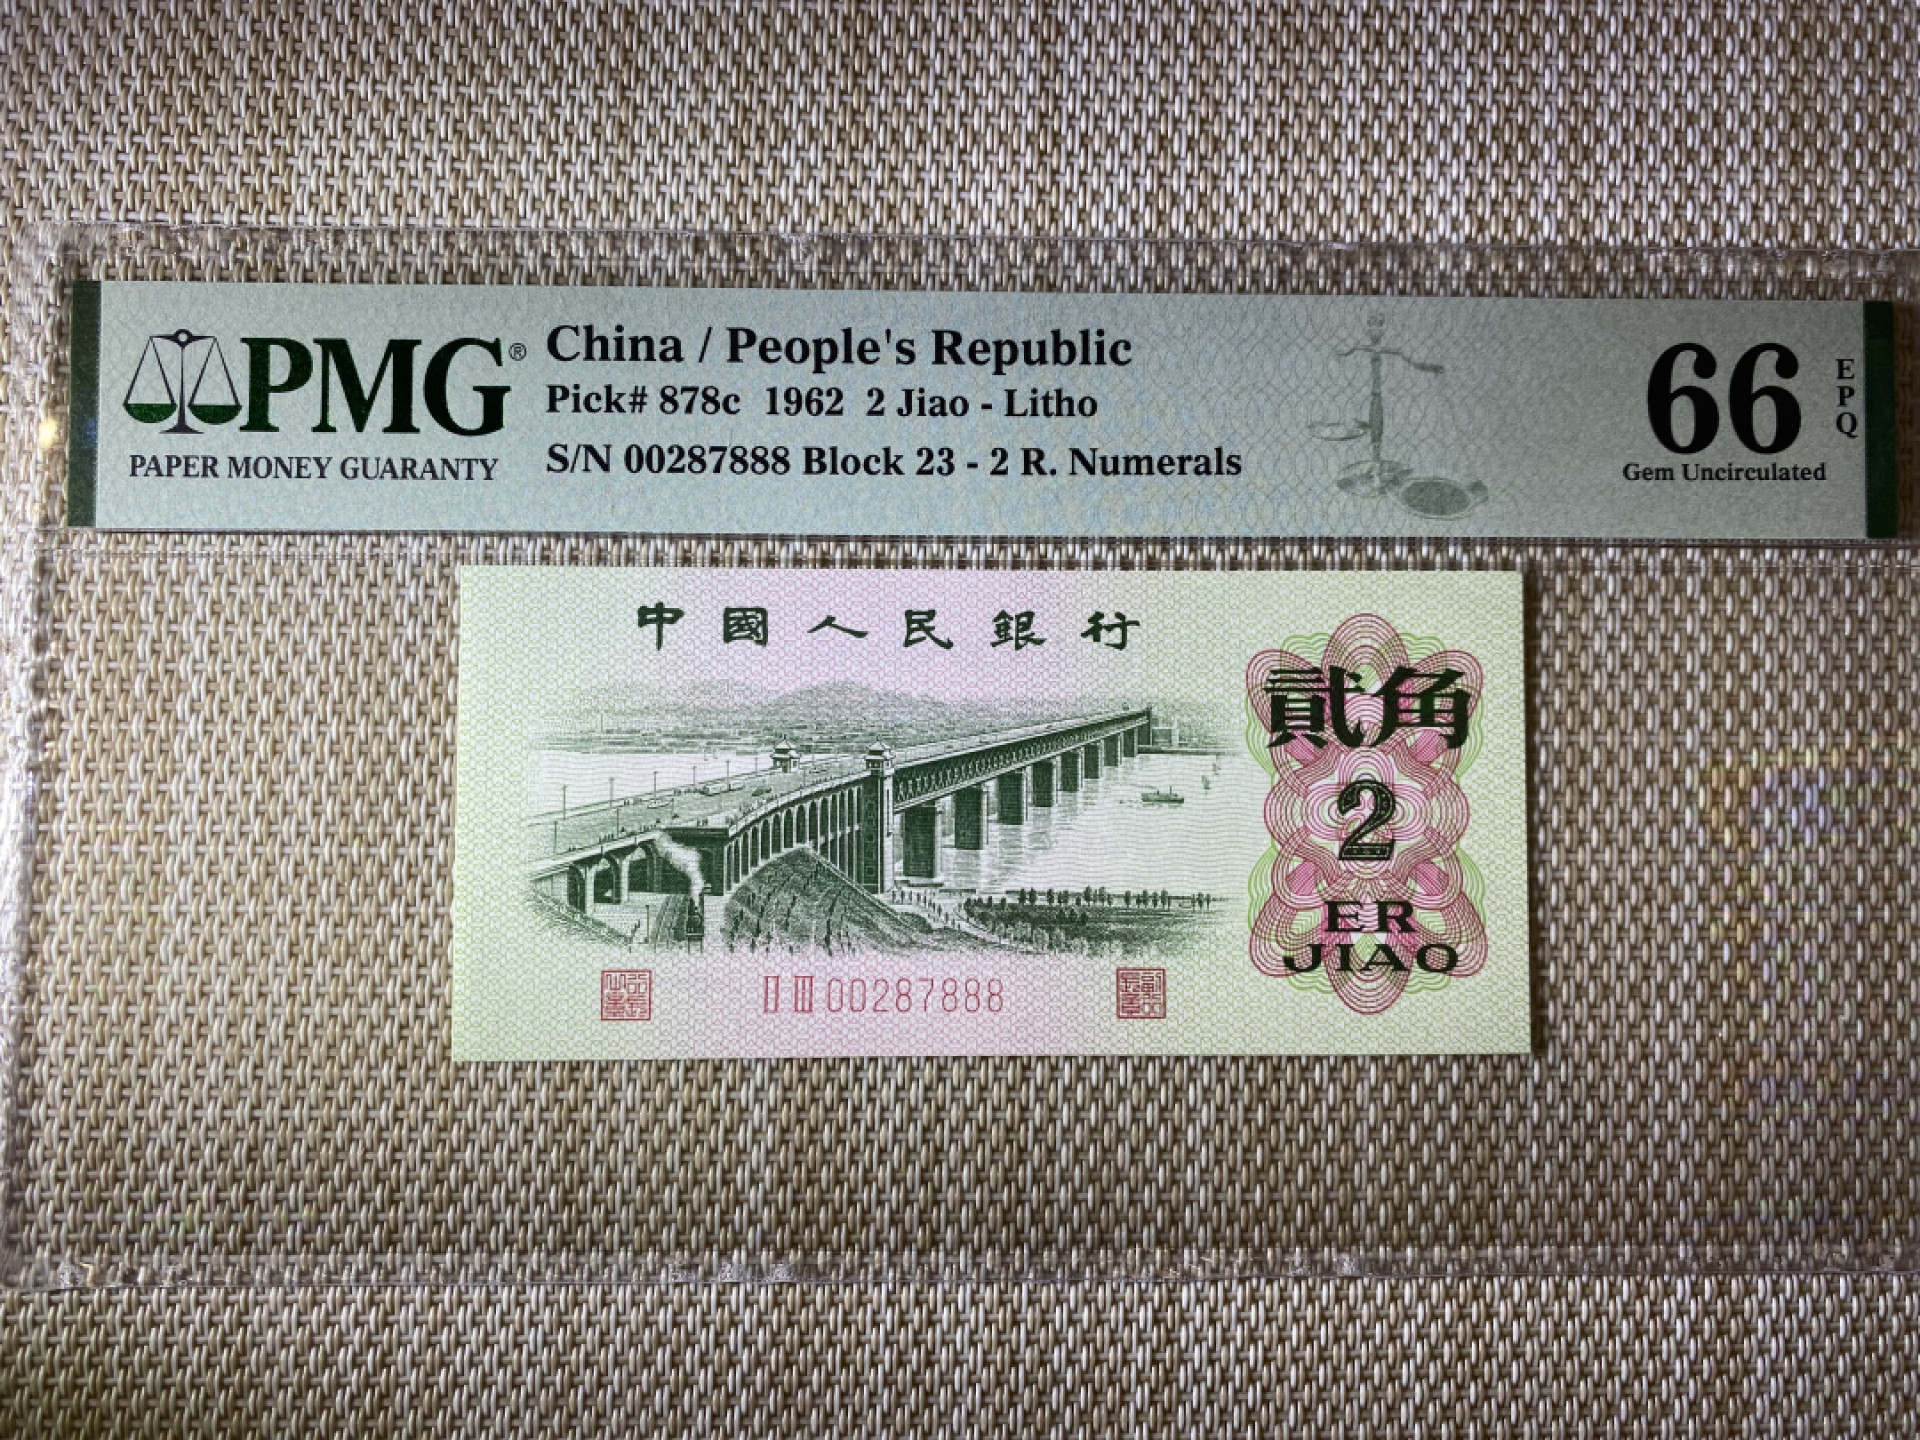 PMG®
PAPER MONEY GUARANTY
China / People's Republic
Pick# 878c 1962 2 Jiao - Litho
S/N 00287888 Block 23 - 2 R. Numerals
66
EPQ
Gem Uncirculated
中國人民銀行
貳角
2
ER
JIAO
II III 00287888